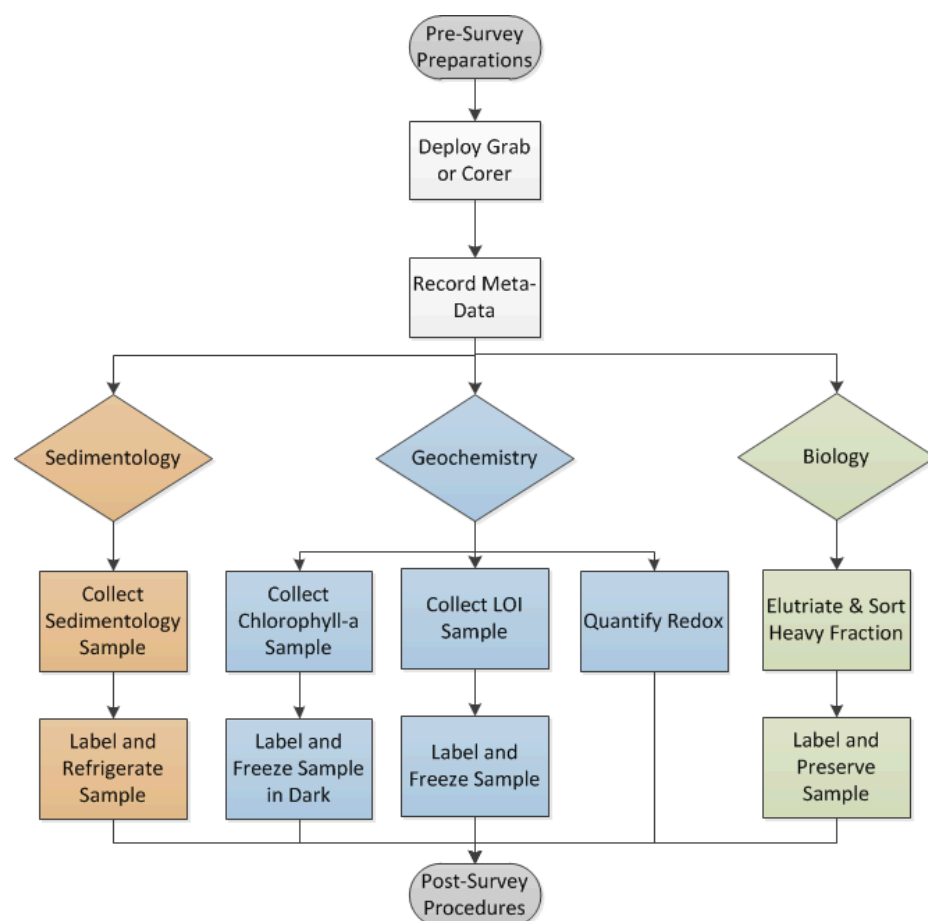 Pre-Survey
Preparations
Deploy Grab
or Corer
Record Meta-
Data
Sedimentology
Geochemistry
Biology
Collect
Sedimentology
Sample
Collect
Chlorophyll-a
Sample
Collect LOI
Sample
Quantify Redox
Elutriate & Sort
Heavy Fraction
Label and
Refrigerate
Sample
Label and
Freeze Sample
in Dark
Label and
Freeze Sample
Label and
Preserve
Sample
Post-Survey
Procedures